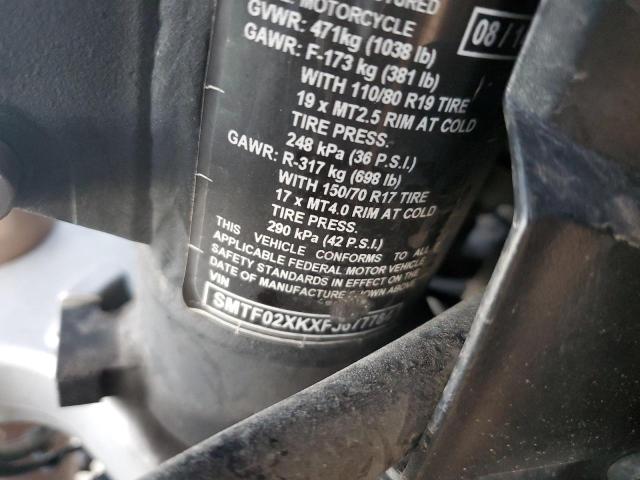 MOTORCYCLE
GVWR: 471kg (1038 lb)
GAWR: F-173 kg (381 lb)
WITH 110/80 R19 TIRE
19 x MT2.5 RIM AT COLD
TIRE PRESS.
248 kPa (36 P.S.I.)
GAWR: R-317 kg (698 lb)
WITH 150/70 R17 TIRE
17 x MT4.0 RIM AT COLD
TIRE PRESS.
290 kPa (42 P.S.I.)
THIS VEHICLE CONFORMS TO ALL
APPLICABLE FEDERAL MOTOR VEHICLE
SAFETY STANDARDS IN EFFECT ON THE
DATE OF MANUFACTURE SHOWN ABOVE
VIN